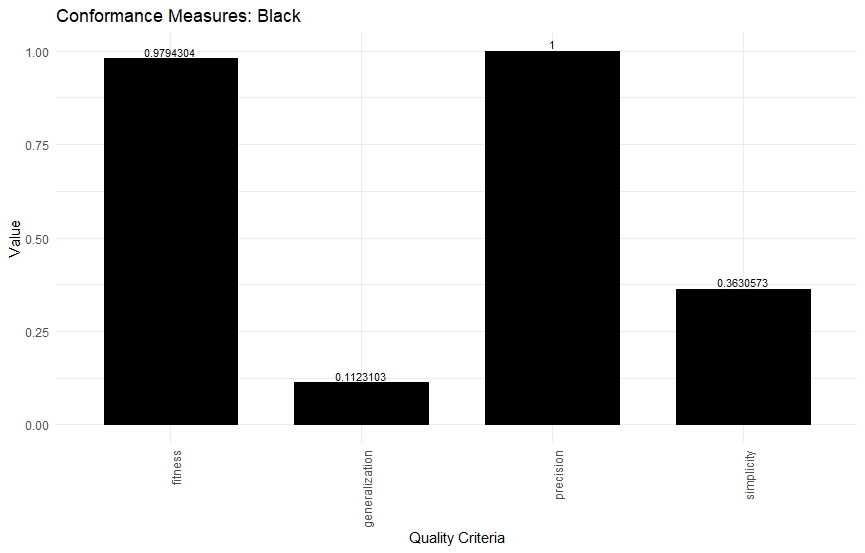 Conformance Measures: Black
1.00
0.75
0.50
0.25
0.00
Value
0.9794304
0.1123103
1
0.3630573
fitness
generalization
precision
simplicity
Quality Criteria